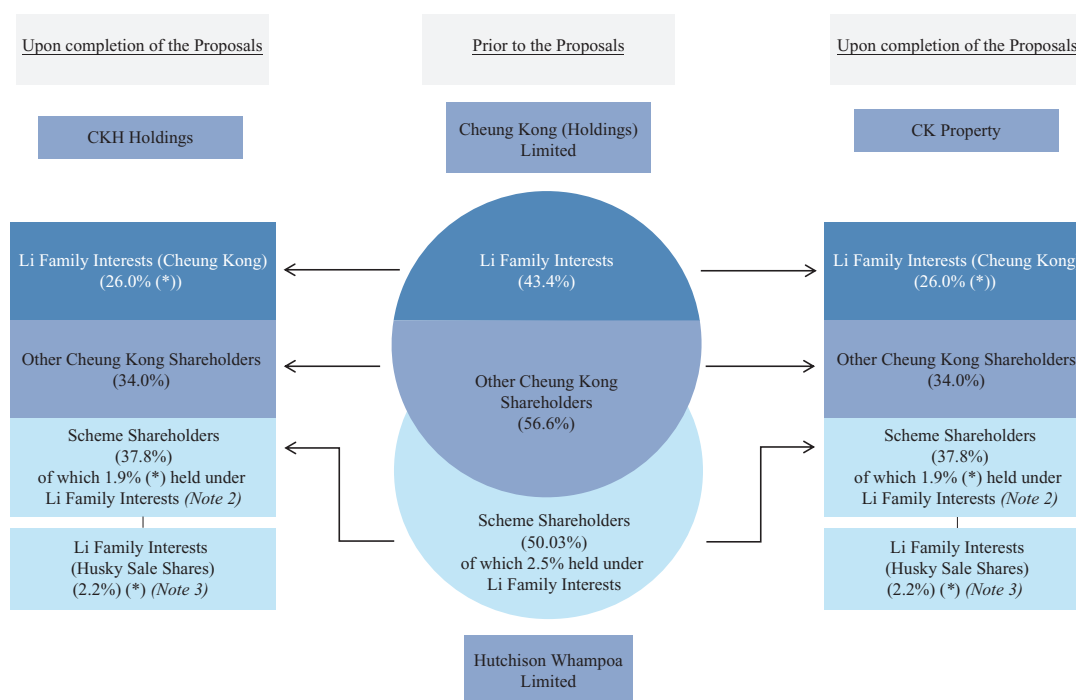 Upon completion of the Proposals
Prior to the Proposals
Upon completion of the Proposals
CKH Holdings
Cheung Kong (Holdings)
Limited
CK Property
Li Family Interests (Cheung Kong)
(26.0% (*))
Li Family Interests
(43.4%)
Li Family Interests (Cheung Kong
(26.0% (*))
Other Cheung Kong Shareholders
(34.0%)
Other Cheung Kong
Shareholders
(56.6%)
Other Cheung Kong Shareholders
(34.0%)
Scheme Shareholders
(37.8%)
of which 1.9% (*) held under
Li Family Interests (Note 2)
Scheme Shareholders
(50.03%)
of which 2.5% held under
Li Family Interests
Scheme Shareholders
(37.8%)
of which 1.9% (*) held under
Li Family Interests (Note 2)
Li Family Interests
(Husky Sale Shares)
(2.2%) (*) (Note 3)
Li Family Interests
(Husky Sale Shares)
(2.2%) (*) (Note 3)
Hutchison Whampoa
Limited